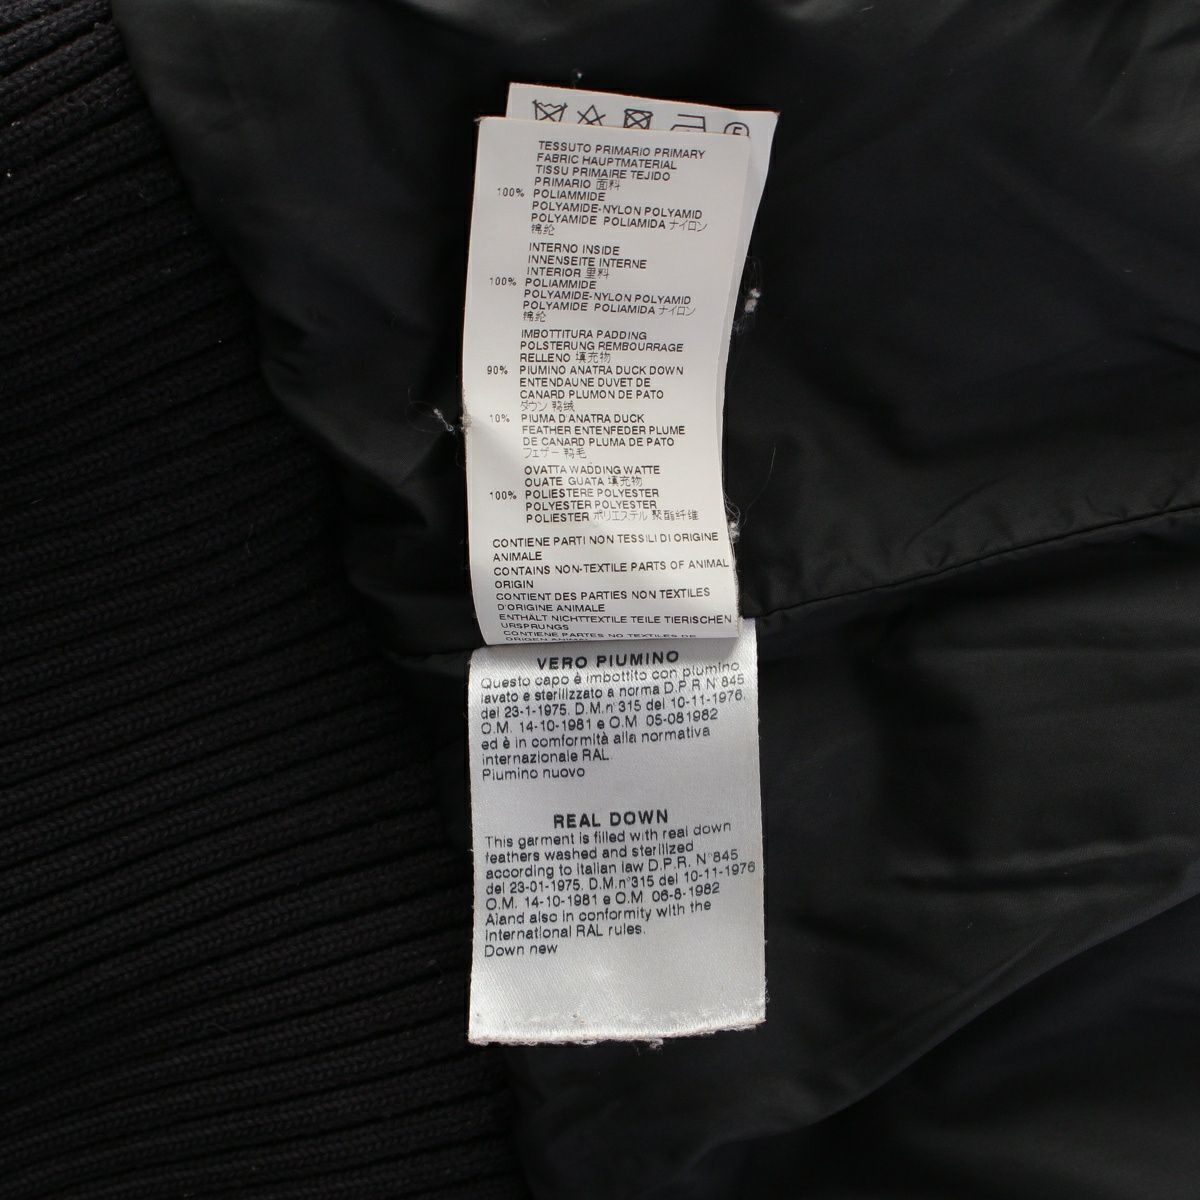 TESSUTO PRIMARIO PRIMARY
FABRIC HAUPTMATERIAL
TISSU PRIMAIRE TEJIDO
PRIMARIO 面料
100% POLIAMMIDE
POLYAMIDE-NYLON POLYAMID
POLYAMIDE POLIAMIDA ナイロン
锦纶
INTERNO INSIDE
INNENSEITE INTERNE
INTERIOR 里料
100% POLIAMMIDE
POLYAMIDE-NYLON POLYAMID
POLYAMIDE POLIAMIDA ナイロン
锦纶
IMBOTTITURA PADDING
POLSTERUNG REMBOURRAGE
RELLENO 填充物
90% PIUMINO ANATRA DUCK DOWN
ENTENDAUNE DUVET DE
CANARD PLUMON DE PATO
ダウン 鸭绒
10% PIUMA D'ANATRA DUCK
FEATHER ENTENFEDER PLUME
DE CANARD PLUMA DE PATO
フェザー 鸭毛
OVATTA WADDING WATTE
OUATE GUATA 填充物
100% POLIESTERE POLYESTER
POLYESTER POLYESTER
POLIESTER ポリエステル 聚酯纤维
CONTIENE PARTI NON TESSILI DI ORIGINE
ANIMALE
CONTAINS NON-TEXTILE PARTS OF ANIMAL
ORIGIN
CONTIENT DES PARTIES NON TEXTILES
D'ORIGINE ANIMALE
ENTHÄLT NICHTTEXTILE TEILE TIERISCHEN
URSPRUNGS
CONTIENE PARTES NO TEXTILES DE
ORIGEN ANIMAL
VERO PIUMINO
Questo capo è imbottito con piumino
lavato e sterilizzato a norma D.P.R N°845
del 23-1-1975. D.M.n°315 del 10-11-1976.
O.M. 14-10-1981 e O.M 05-081982
ed è in conformità alla normativa
internazionale RAL.
Piumino nuovo
REAL DOWN
This garment is filled with real down
feathers washed and sterilized
according to italian law D.P.R. N°845
del 23-01-1975. D.M.n°315 del 10-11-1976
O.M. 14-10-1981 e O.M 06-8-1982
Aland also in conformity with the
international RAL rules.
Down new